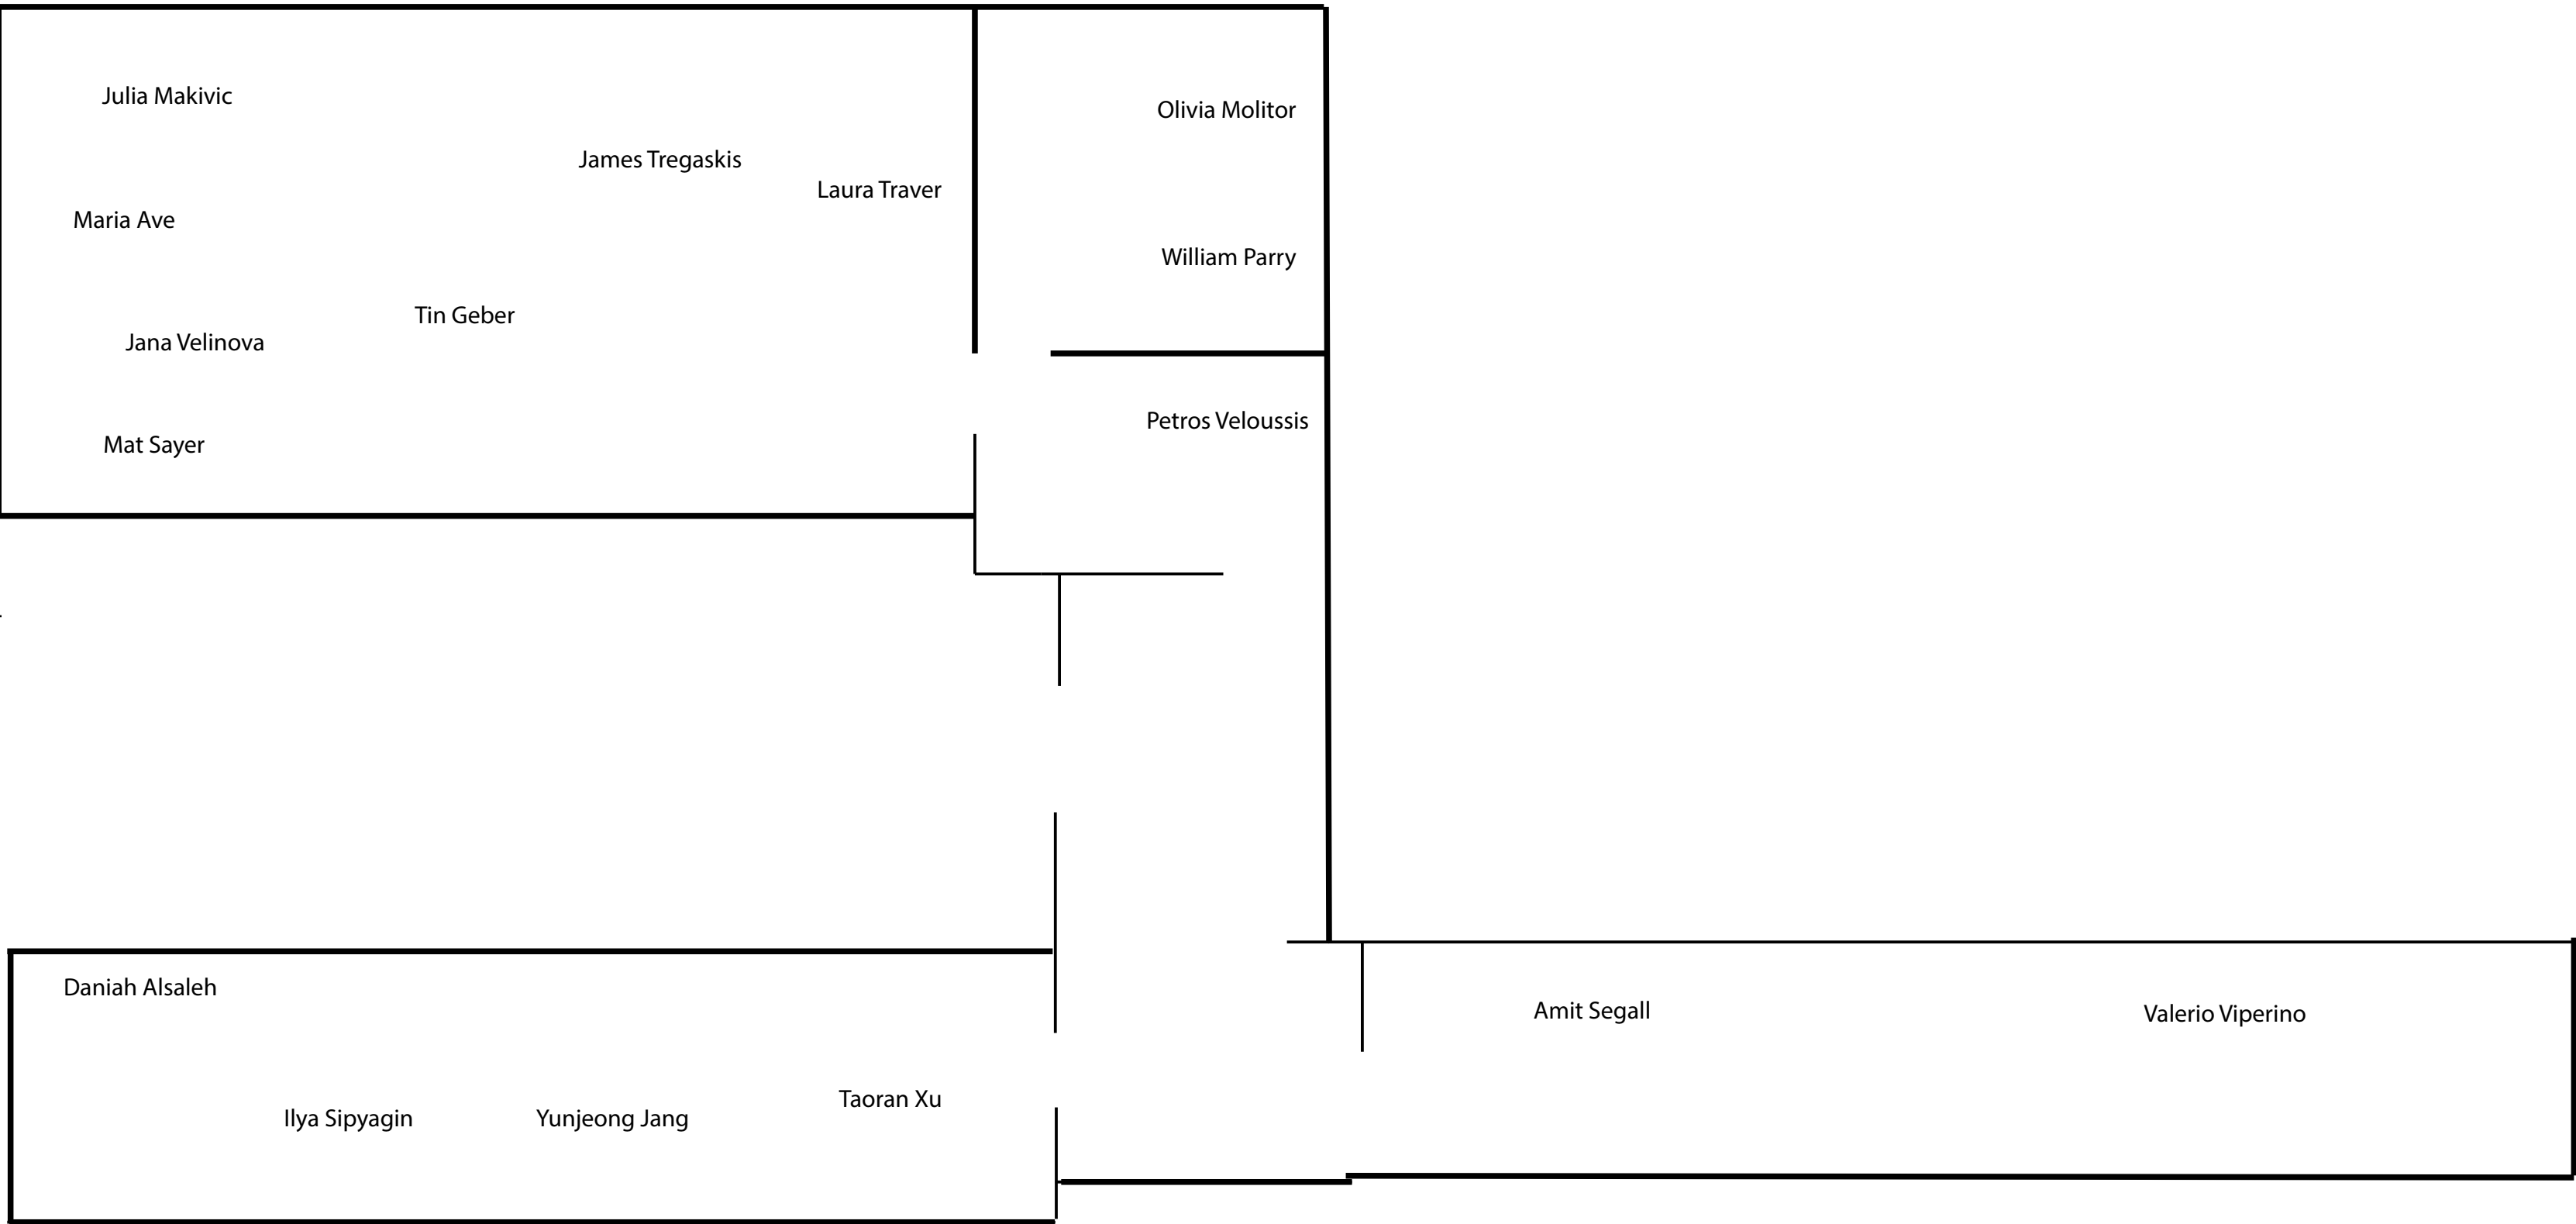 Julia Makivic
Olivia Molitor
James Tregaskis
Laura Traver
Maria Ave
William Parry
Tin Geber
Jana Velinova
Petros Veloussis
Mat Sayer
Daniah Alsaleh
Amit Segall
Valerio Viperino
Taoran Xu
Ilya Sipyagin
Yunjeong Jang